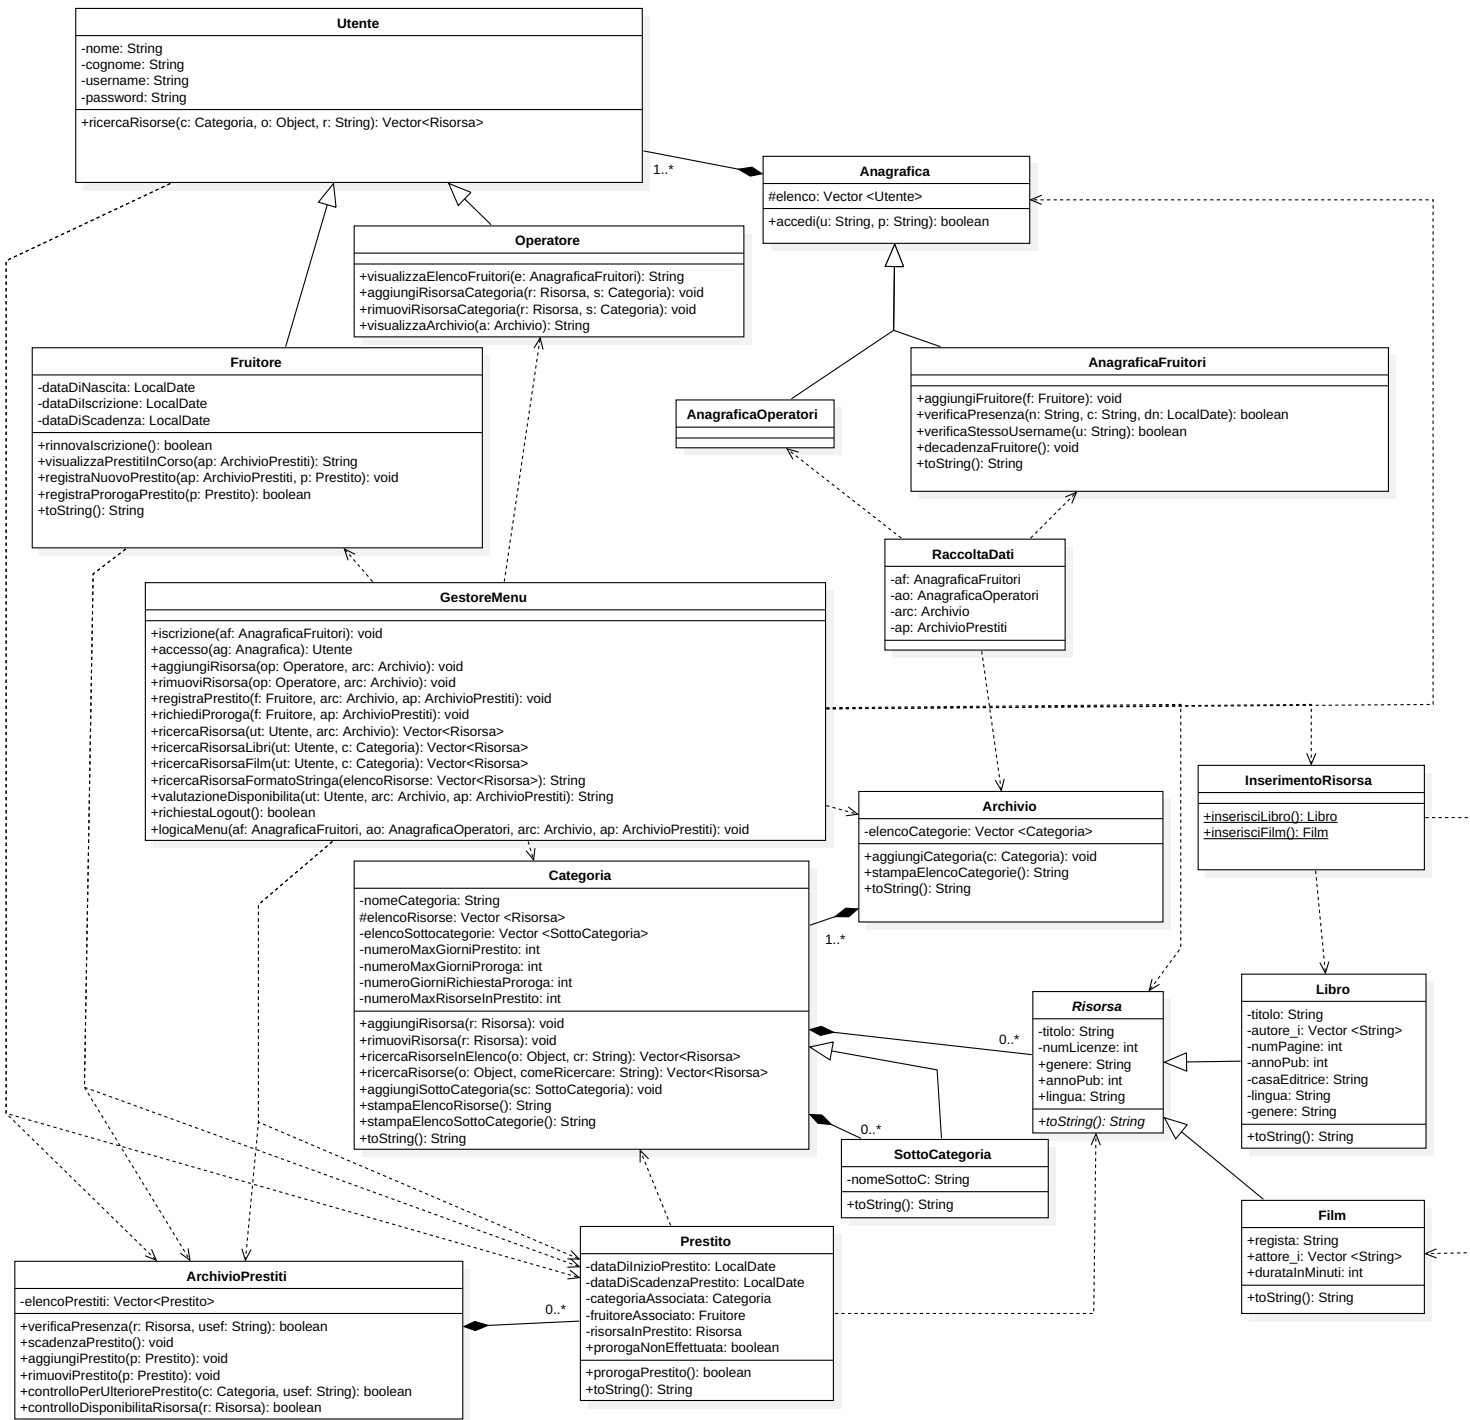 Utente
-nome: String
-cognome: String
-username: String
-password: String
+ricercaRisorse(c: Categoria, o: Object, r: String): Vector<Risorsa>
1..*
Anagrafica
#elenco: Vector <Utente>
+accedi(u: String, p: String): boolean
Operatore
+visualizzaElencoFruitori(e: AnagraficaFruitori): String
+aggiungiRisorsaCategoria(r: Risorsa, s: Categoria): void
+rimuoviRisorsaCategoria(r: Risorsa, s: Categoria): void
+visualizzaArchivio(a: Archivio): String
Fruitore
-dataDiNascita: LocalDate
-dataDiIscrizione: LocalDate
-dataDiScadenza: LocalDate
+rinnovaIscrizione(): boolean
+visualizzaPrestitiInCorso(ap: ArchivioPrestiti): String
+registraNuovoPrestito(ap: ArchivioPrestiti, p: Prestito): void
+registraProrogaPrestito(p: Prestito): boolean
+toString(): String
AnagraficaOperatori
AnagraficaFruitori
+aggiungiFruitore(f: Fruitore): void
+verificaPresenza(n: String, c: String, dn: LocalDate): boolean
+verificaStessoUsername(u: String): boolean
+decadenzaFruitore(): void
+toString(): String
RaccoltaDati
-af: AnagraficaFruitori
-ao: AnagraficaOperatori
-arc: Archivio
-ap: ArchivioPrestiti
GestoreMenu
+iscrizione(af: AnagraficaFruitori): void
+accesso(ag: Anagrafica): Utente
+aggiungiRisorsa(op: Operatore, arc: Archivio): void
+rimuoviRisorsa(op: Operatore, arc: Archivio): void
+registraPrestito(f: Fruitore, arc: Archivio, ap: ArchivioPrestiti): void
+richiediProroga(f: Fruitore, ap: ArchivioPrestiti): void
+ricercaRisorsa(ut: Utente, arc: Archivio): Vector<Risorsa>
+ricercaRisorsaLibri(ut: Utente, c: Categoria): Vector<Risorsa>
+ricercaRisorsaFilm(ut: Utente, c: Categoria): Vector<Risorsa>
+ricercaRisorsaFormatoStringa(elencoRisorse: Vector<Risorsa>): String
+valutazioneDisponibilita(ut: Utente, arc: Archivio, ap: ArchivioPrestiti): String
+richiestaLogout(): boolean
+logicaMenu(af: AnagraficaFruitori, ao: AnagraficaOperatori, arc: Archivio, ap: ArchivioPrestiti): void
InserimentoRisorsa
+inserisciLibro(): Libro
+inserisciFilm(): Film
Archivio
-elencoCategorie: Vector <Categoria>
+aggiungiCategoria(c: Categoria): void
+stampaElencoCategorie(): String
+toString(): String
1..*
Categoria
-nomeCategoria: String
#elencoRisorse: Vector <Risorsa>
-elencoSottocategorie: Vector <SottoCategoria>
-numeroMaxGiorniPrestito: int
-numeroMaxGiorniProroga: int
-numeroGiorniRichiestaProroga: int
-numeroMaxRisorseInPrestito: int
+aggiungiRisorsa(r: Risorsa): void
+rimuoviRisorsa(r: Risorsa): void
+ricercaRisorseInElenco(o: Object, cr: String): Vector<Risorsa>
+ricercaRisorse(o: Object, comeRicercare: String): Vector<Risorsa>
+aggiungiSottoCategoria(sc: SottoCategoria): void
+stampaElencoRisorse(): String
+stampaElencoSottoCategorie(): String
+toString(): String
0..*
0..*
Risorsa
-titolo: String
-numLicenze: int
+genere: String
+annoPub: int
+lingua: String
+toString(): String
Libro
-titolo: String
-autore_i: Vector <String>
-numPagine: int
-annoPub: int
-casaEditrice: String
-lingua: String
-genere: String
+toString(): String
SottoCategoria
-nomeSottoC: String
+toString(): String
Film
+regista: String
+attore_i: Vector <String>
+durataInMinuti: int
+toString(): String
Prestito
-dataDiInizioPrestito: LocalDate
-dataDiScadenzaPrestito: LocalDate
-categoriaAssociata: Categoria
-fruitoreAssociato: Fruitore
-risorsaInPrestito: Risorsa
-prorogaNonEffettuata: boolean
+prorogaPrestito(): boolean
+toString(): String
0..*
ArchivioPrestiti
-elencoPrestiti: Vector<Prestito>
+verificaPresenza(r: Risorsa, usef: String): boolean
+scadenzaPrestito(): void
+aggiungiPrestito(p: Prestito): void
+rimuoviPrestito(p: Prestito): void
+controlloPerUlteriorePrestito(c: Categoria, usef: String): boolean
+controlloDisponibilitaRisorsa(r: Risorsa): boolean